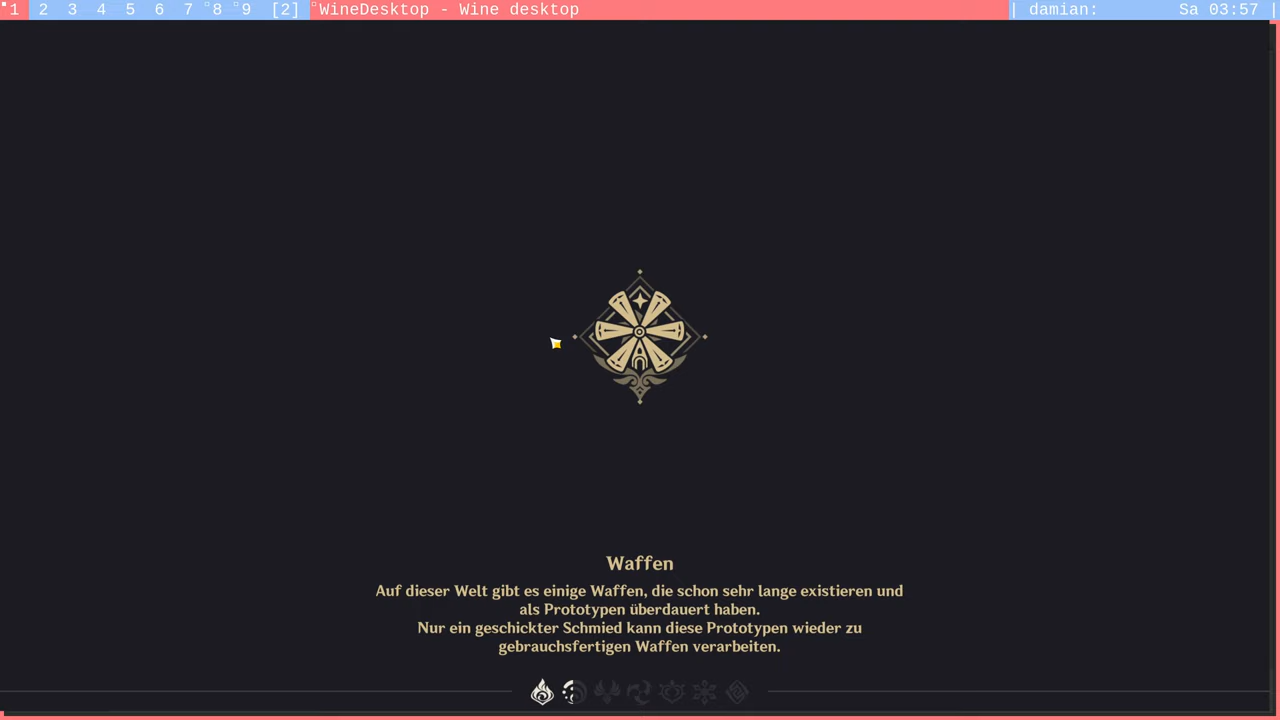 1 2 3 4 5 6 7 8 9 [2] WineDesktop - Wine desktop | damian: Sa 03:57 |
Waffen
Auf dieser Welt gibt es einige Waffen, die schon sehr lange existieren und
als Prototypen überdauert haben.
Nur ein geschickter Schmied kann diese Prototypen wieder zu
gebrauchsfertigen Waffen verarbeiten.